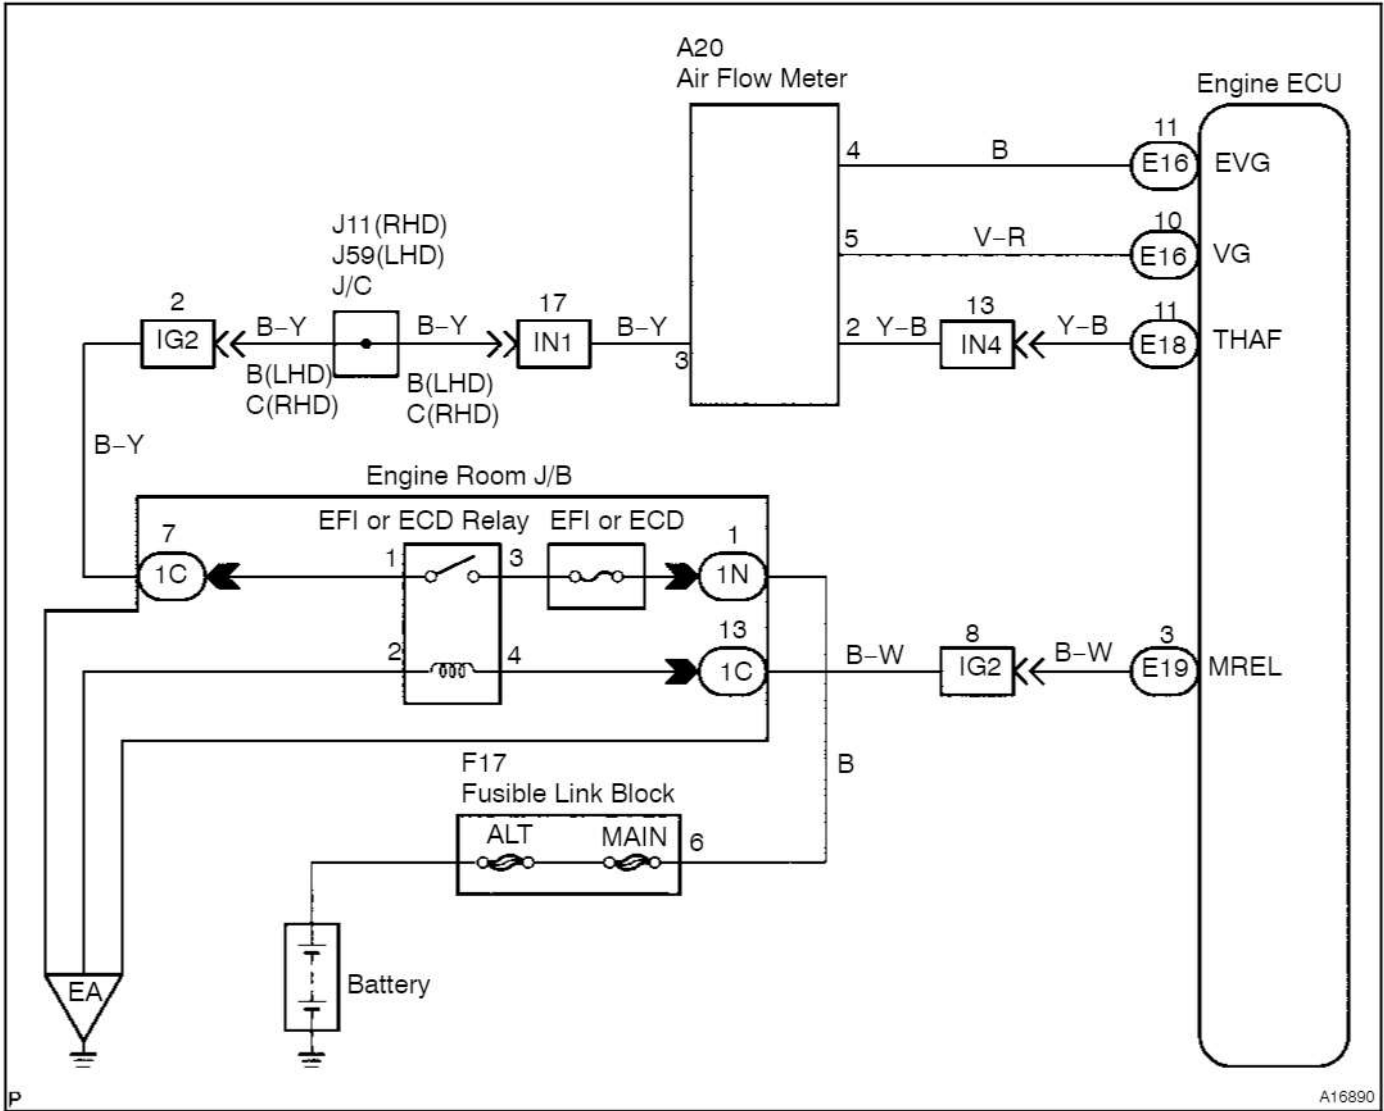 A20
Air Flow Meter
Engine ECU
4
B
11
E16
EVG
5
V–R
10
E16
VG
J11(RHD)
J59(LHD)
J/C
2
IG2
B–Y
B–Y
17
IN1
B–Y
3
2
Y–B
13
IN4
Y–B
11
E18
THAF
B(LHD)
C(RHD)
B(LHD)
C(RHD)
B–Y
Engine Room J/B
EFI or ECD Relay
EFI or ECD
7
1C
1
3
1
1N
2
4
13
1C
B–W
8
IG2
B–W
3
E19
MREL
B
F17
Fusible Link Block
ALT
MAIN
6
Battery
EA
P
A16890